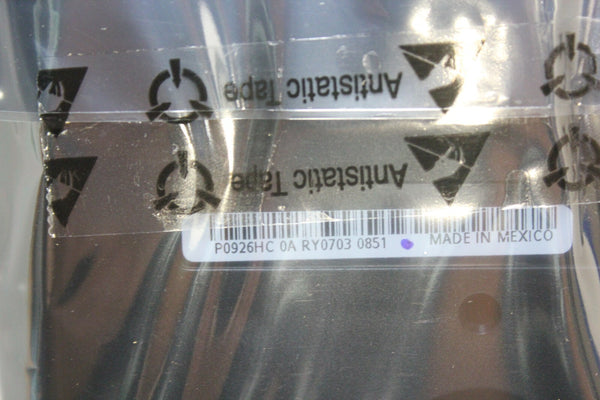 Antistatic Tape
Antistatic Tape
P0926HC 0A RY0703 0851 MADE IN MEXICO